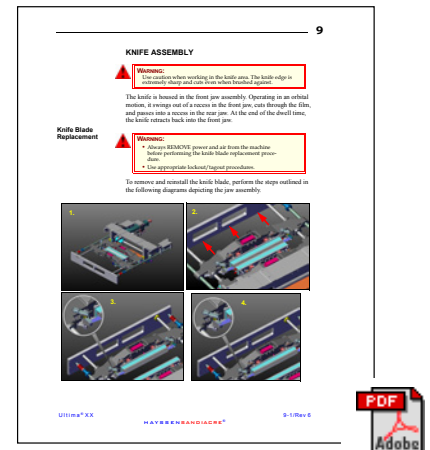 9
KNIFE ASSEMBLY
WARNING:
Use caution when working in the knife area. The knife edge is
extremely sharp and cuts even when brushed against.
The knife is housed in the front jaw assembly. Operating in an orbital
motion, it swings out of a recess in the front jaw, cuts through the film,
and passes into a recess in the rear jaw. At the end of the dwell time,
the knife retracts back into the front jaw.
Knife Blade
Replacement
WARNING:
• Always REMOVE power and air from the machine
before performing the knife blade replacement proce-
dure.
• Use appropriate lockout/tagout procedures.
To remove and reinstall the knife blade, perform the steps outlined in
the following diagrams depicting the jaw assembly.
1.
2.
3.
4.
Ultima® XX
9-1/Rev 6
HAYSSENSANDIACRE®
PDF
Adobe